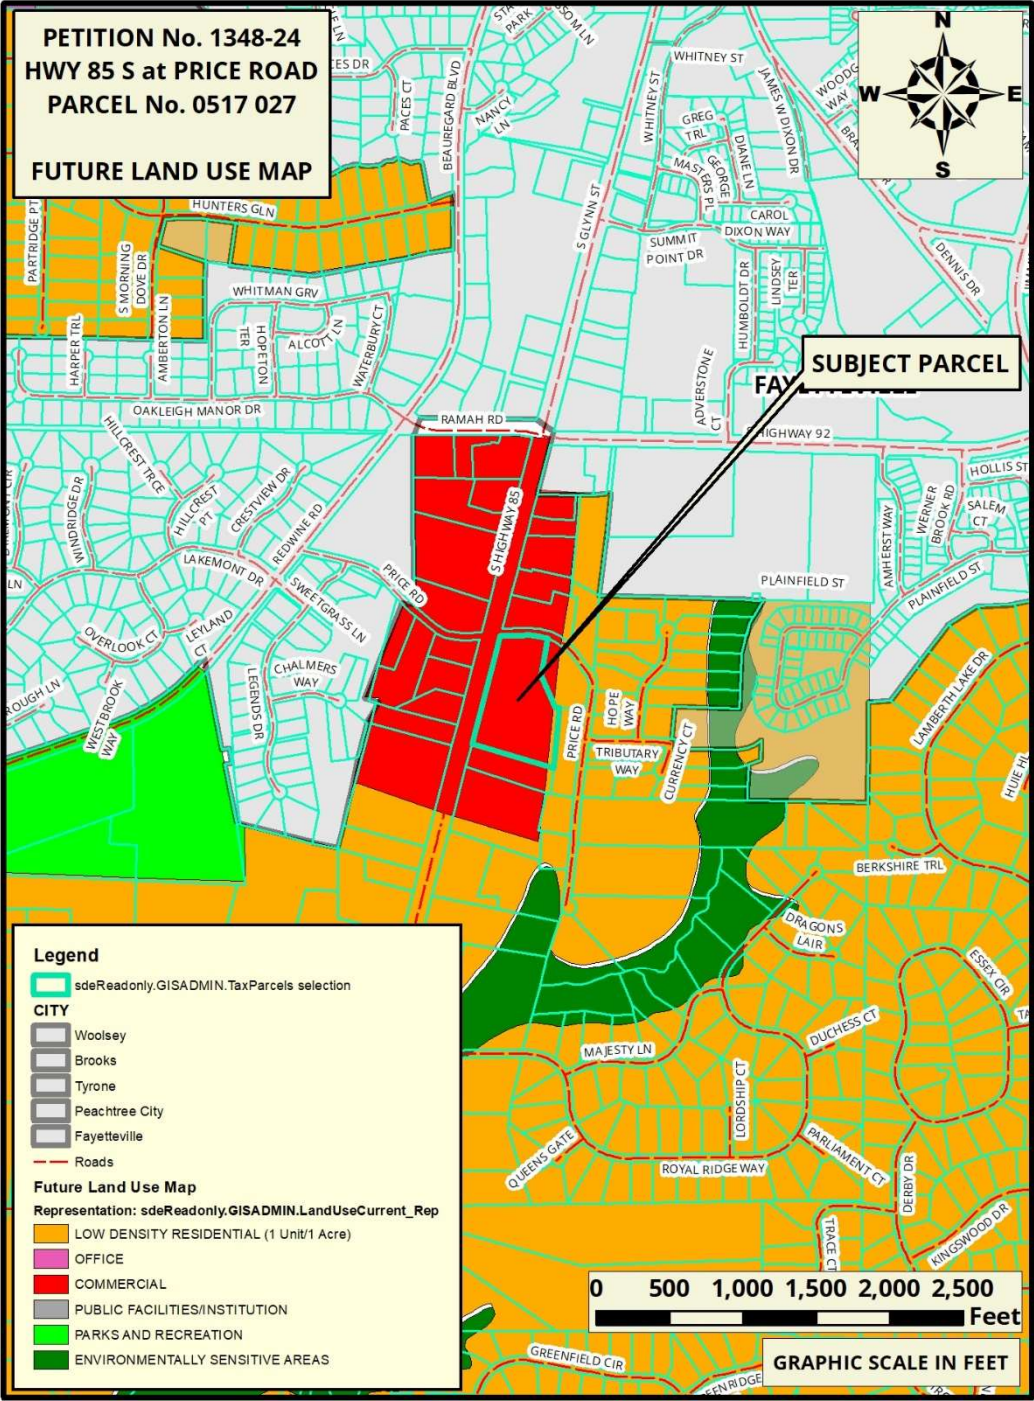 PETITION No. 1348-24
HWY 85 S at PRICE ROAD
PARCEL No. 0517 027
FUTURE LAND USE MAP
N
W
E
S
PACES CT
BEAUREGARD BLVD
NANCY
LN
WHITNEY ST
WHITNEY ST
JAMES W DIXON DR
GREG
TRL
DIANE LN
GEORGE
MASTERS PL
CAROL
DIXON WAY
SUMMIT
POINT DR
S GLYNN ST
DENNIS DR
HUMBOLDT DR
LINDSEY
TER
HUNTERS GLN
PARTRIDGE PT
S MORNING
DOVE DR
AMBERTON LN
WHITMAN GRV
HARPER TRL
HOPETON
TER
ALCOTT LN
WATERBURY CT
OAKLEIGH MANOR DR
ADVERSTONE
CT
SUBJECT PARCEL
RAMAH RD
HIGHWAY 92
HILLCREST TRCE
HILLCREST
PT
CRESTVIEW DR
WINDRIDGE DR
REDWINE RD
LAKEMONT DR
S HIGHWAY 85
PRICE RD
SWEETGRASS LN
OVERLOOK CT
LEYLAND
CT
CHALMERS
WAY
LEGENDS DR
WESTBROOK
WAY
ROUGH LN
HOLLIS ST
WERNER
BROOK RD
SALEM
CT
AMHERST WAY
PLAINFIELD ST
PLAINFIELD ST
LAMBERTH LAKE DR
PRICE RD
HOPE
WAY
TRIBUTARY
WAY
CURRENCY CT
BERKSHIRE TRL
DRAGONS
LAIR
ESSEX CIR
DUCHESS CT
MAJESTY LN
LORDSHIP CT
QUEENS GATE
ROYAL RIDGE WAY
PARLIAMENT CT
DERBY DR
TRACE CT
KINGSWOOD DR
GREENFIELD CIR
Legend
sdeReadonly.GISADMIN.TaxParcels selection
CITY
Woolsey
Brooks
Tyrone
Peachtree City
Fayetteville
Roads
Future Land Use Map
Representation: sdeReadonly.GISADMIN.LandUseCurrent_Rep
LOW DENSITY RESIDENTIAL (1 Unit/1 Acre)
OFFICE
COMMERCIAL
PUBLIC FACILITIES/INSTITUTION
PARKS AND RECREATION
ENVIRONMENTALLY SENSITIVE AREAS
0 500 1,000 1,500 2,000 2,500
Feet
GRAPHIC SCALE IN FEET